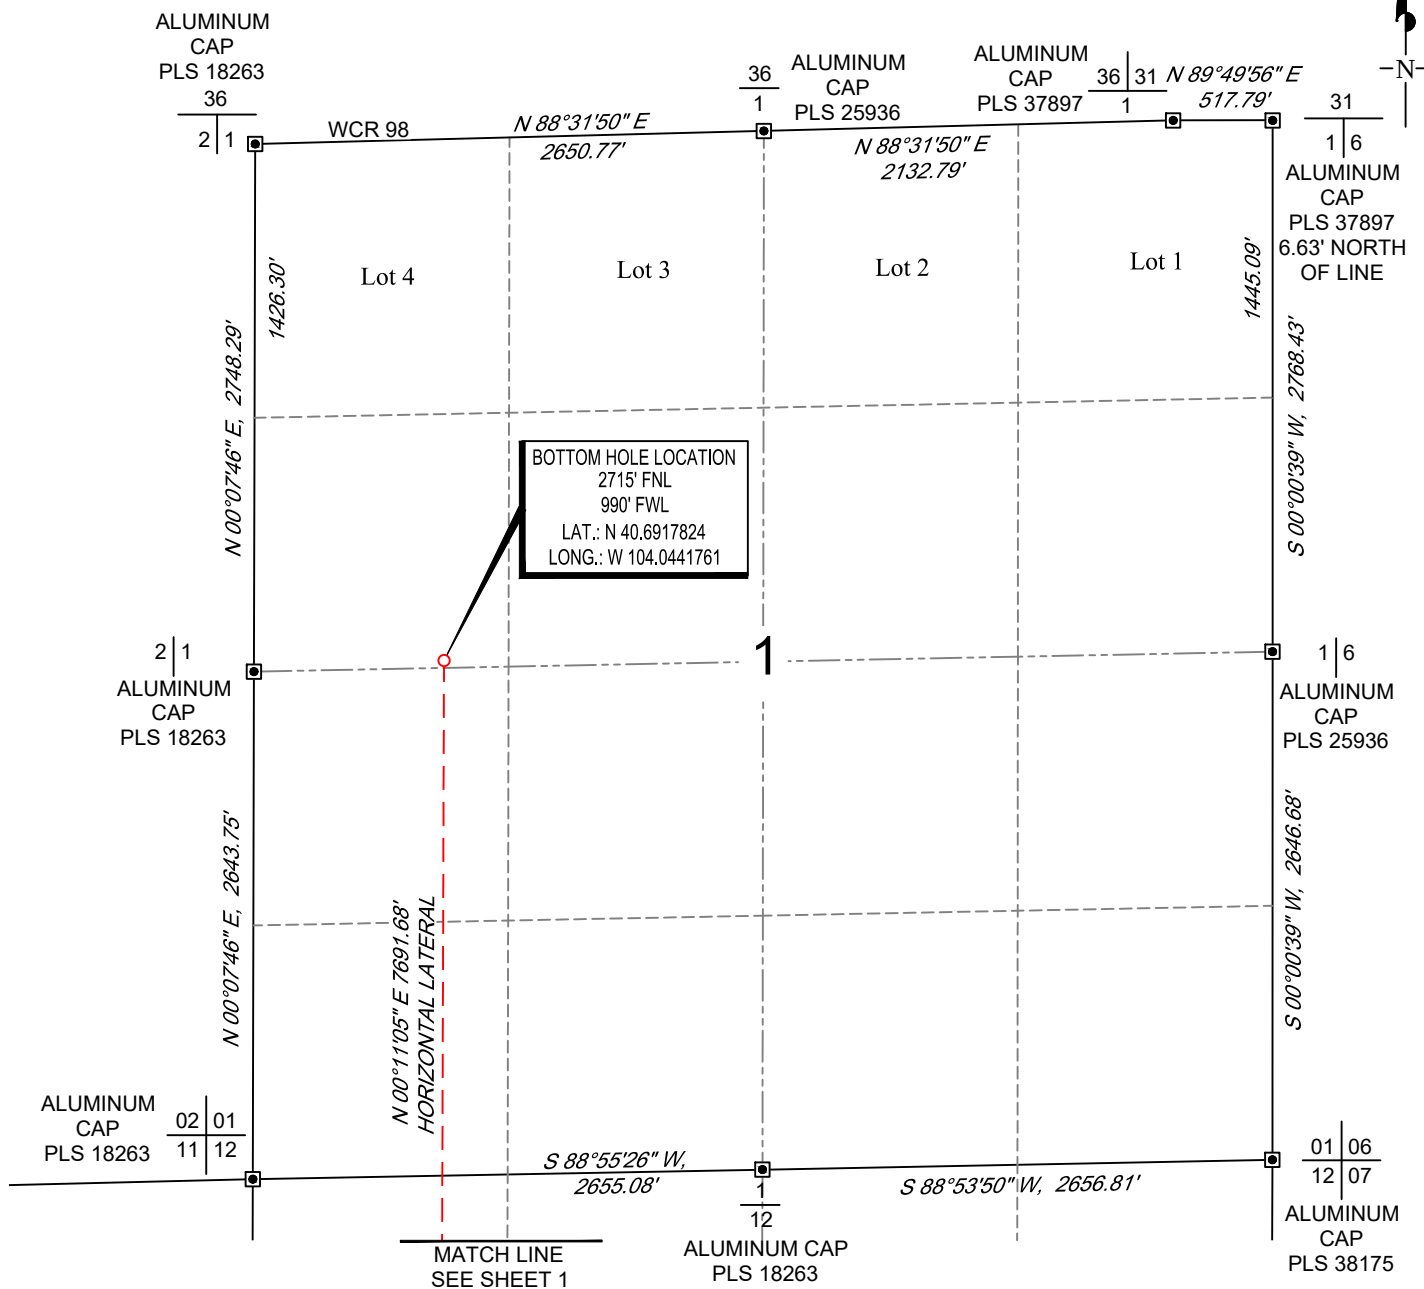 ALUMINUM
CAP
PLS 18263
36
2 1
WCR 98
N 88°31'50" E
2650.77'
36
1
ALUMINUM
CAP
PLS 25936
N 88°31'50" E
2132.79'
ALUMINUM
CAP
PLS 37897
36 31
1
N 89°49'56" E
517.79'
31
1 6
ALUMINUM
CAP
PLS 37897
6.63' NORTH
OF LINE
N
Lot 4
Lot 3
Lot 2
Lot 1
1426.30'
1445.09'
N 00°07'46" E, 2748.29'
S 00°00'39" W, 2768.43'
BOTTOM HOLE LOCATION
2715' FNL
990' FWL
LAT.: N 40.6917824
LONG.: W 104.0441761
1
2 1
ALUMINUM
CAP
PLS 18263
1 6
ALUMINUM
CAP
PLS 25936
N 00°07'46" E, 2643.75'
N 00°11'05" E 7691.68'
HORIZONTAL LATERAL
S 00°00'39" W, 2646.68'
ALUMINUM
CAP
PLS 18263
02 01
11 12
S 88°55'26" W,
2655.08'
1
12
ALUMINUM CAP
PLS 18263
S 88°53'50" W, 2656.81'
01 06
12 07
ALUMINUM
CAP
PLS 38175
MATCH LINE
SEE SHEET 1